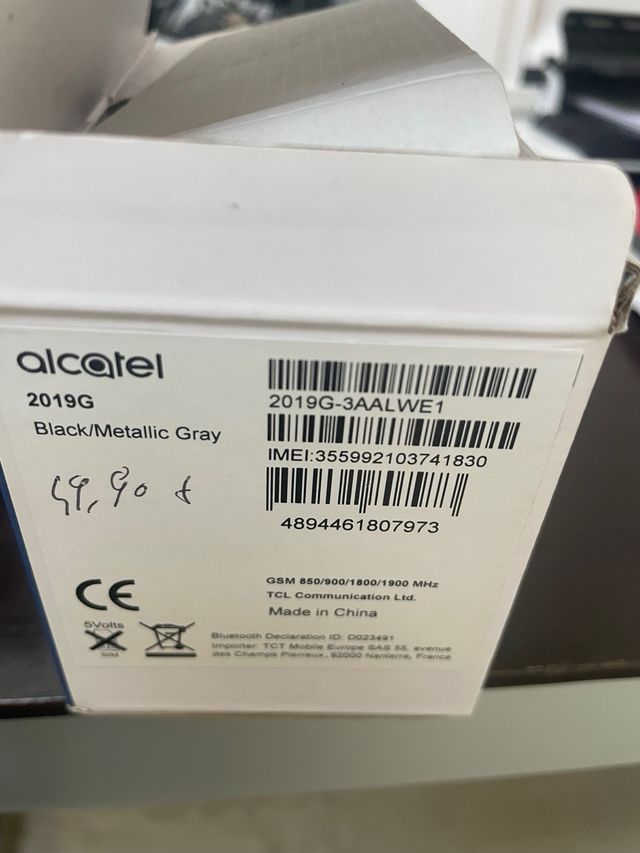 alcatel
2019G
Black/Metallic Gray
49,90 €
2019G-3AALWE1
IMEI:355992103741830
4894461807973
CE
5Volts
SIM
GSM 850/900/1800/1900 MHz
TCL Communication Ltd.
Made in China
Bluetooth Declaration ID: D023491
Importer: TCT Mobile Europe SAS 55, avenue
des Champs Pierreux, 92000 Nanterre, France